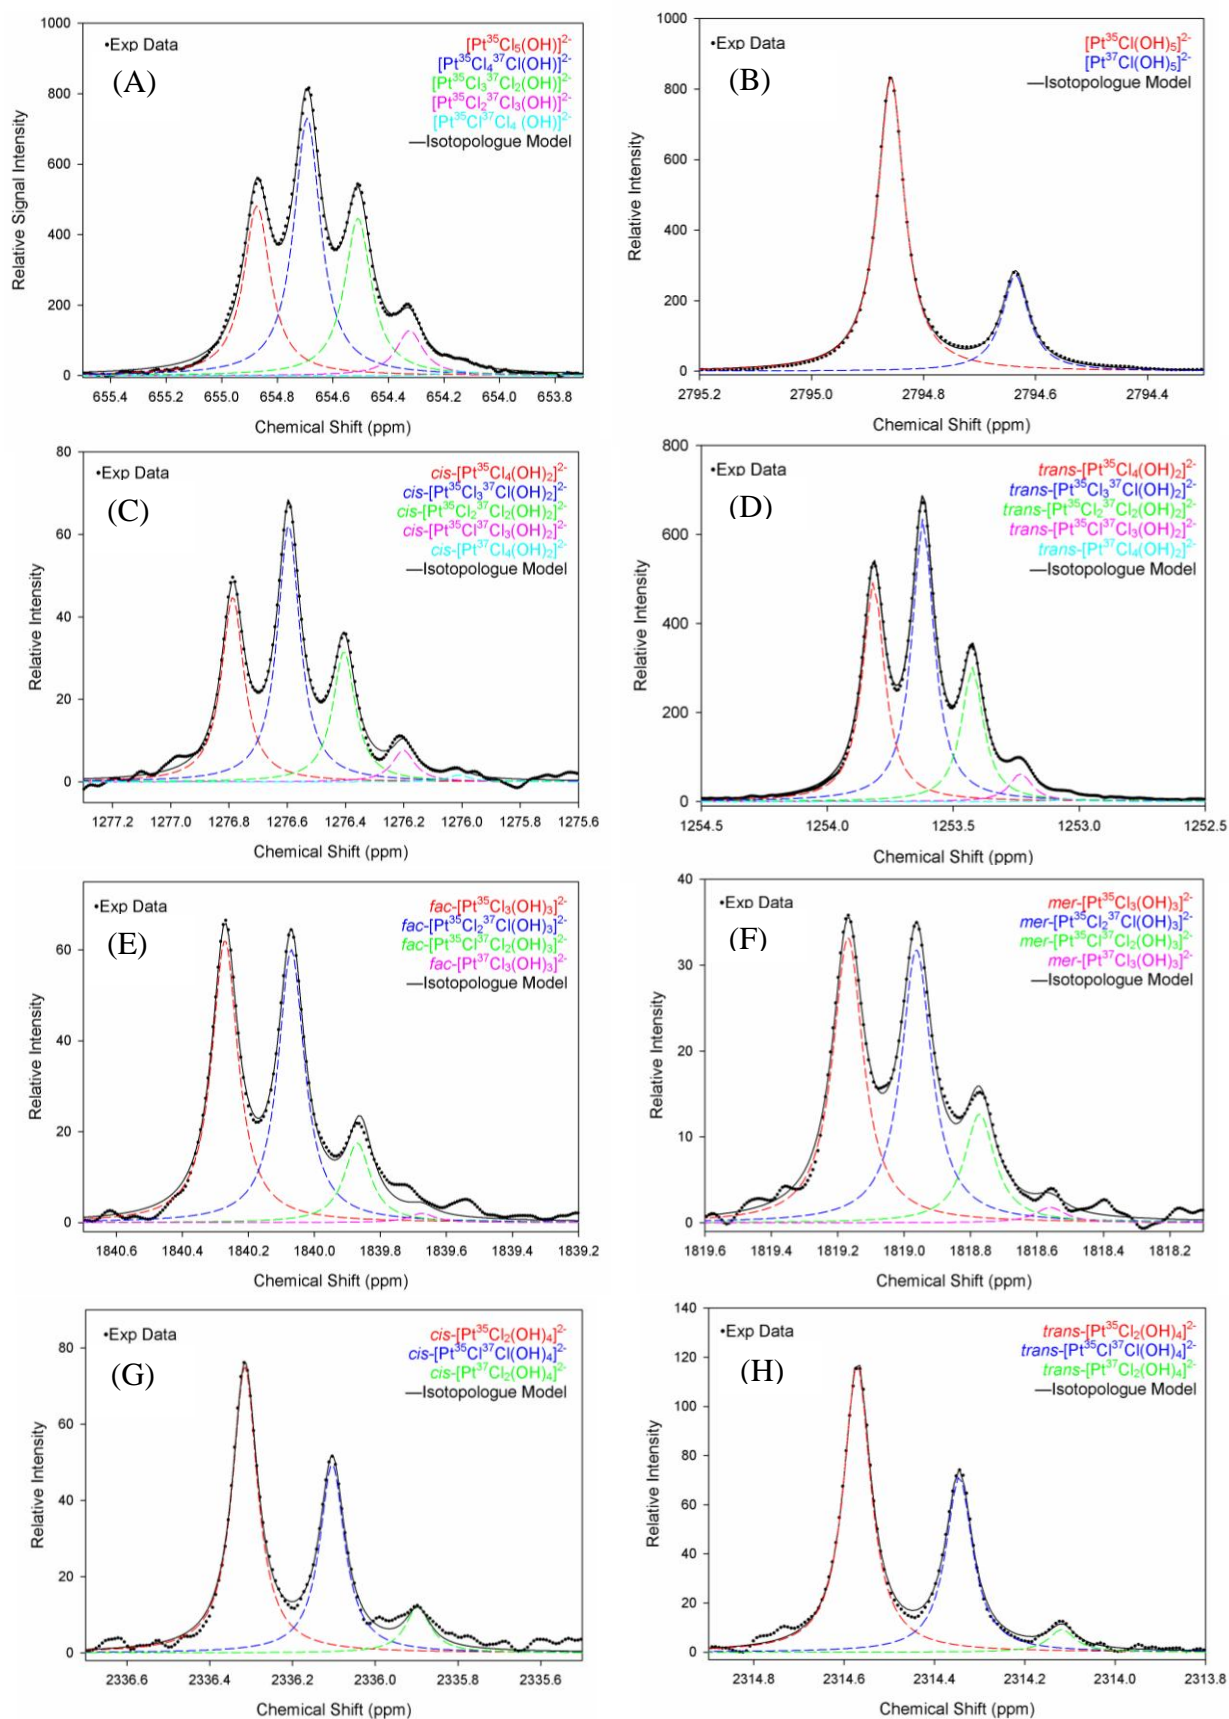 1000
800
600
400
200
0
Relative Signal Intensity
•Exp Data
(A)
[Pt³⁵Cl₅(OH)]²⁻
[Pt³⁵Cl₄³⁷Cl(OH)]²⁻
[Pt³⁵Cl₃³⁷Cl₂(OH)]²⁻
[Pt³⁵Cl₂³⁷Cl₃(OH)]²⁻
[Pt³⁵Cl³⁷Cl₄ (OH)]²⁻
—Isotopologue Model
655.4 655.2 655.0 654.8 654.6 654.4 654.2 654.0 653.8
Chemical Shift (ppm)
1000
800
600
400
200
0
Relative Intensity
•Exp Data
(B)
[Pt³⁵Cl(OH)₅]²⁻
[Pt³⁷Cl(OH)₅]²⁻
—Isotopologue Model
2795.2 2795.0 2794.8 2794.6 2794.4
Chemical Shift (ppm)
80
60
40
20
0
Relative Intensity
•Exp Data
(C)
cis-[Pt³⁵Cl₄(OH)₂]²⁻
cis-[Pt³⁵Cl₃³⁷Cl(OH)₂]²⁻
cis-[Pt³⁵Cl₂³⁷Cl₂(OH)₂]²⁻
cis-[Pt³⁵Cl³⁷Cl₃(OH)₂]²⁻
cis-[Pt³⁷Cl₄(OH)₂]²⁻
—Isotopologue Model
1277.2 1277.0 1276.8 1276.6 1276.4 1276.2 1276.0 1275.8 1275.6
Chemical Shift (ppm)
800
600
400
200
0
Relative Intensity
•Exp Data
(D)
trans-[Pt³⁵Cl₄(OH)₂]²⁻
trans-[Pt³⁵Cl₃³⁷Cl(OH)₂]²⁻
trans-[Pt³⁵Cl₂³⁷Cl₂(OH)₂]²⁻
trans-[Pt³⁵Cl³⁷Cl₃(OH)₂]²⁻
trans-[Pt³⁷Cl₄(OH)₂]²⁻
—Isotopologue Model
1254.5 1254.0 1253.5 1253.0 1252.5
Chemical Shift (ppm)
60
40
20
0
Relative Intensity
•Exp Data
(E)
fac-[Pt³⁵Cl₃(OH)₃]²⁻
fac-[Pt³⁵Cl₂³⁷Cl(OH)₃]²⁻
fac-[Pt³⁵Cl³⁷Cl₂(OH)₃]²⁻
fac-[Pt³⁷Cl₃(OH)₃]²⁻
—Isotopologue Model
1840.6 1840.4 1840.2 1840.0 1839.8 1839.6 1839.4 1839.2
Chemical Shift (ppm)
40
30
20
10
0
Relative Intensity
•Exp Data
(F)
mer-[Pt³⁵Cl₃(OH)₃]²⁻
mer-[Pt³⁵Cl₂³⁷Cl(OH)₃]²⁻
mer-[Pt³⁵Cl³⁷Cl₂(OH)₃]²⁻
mer-[Pt³⁷Cl₃(OH)₃]²⁻
—Isotopologue Model
1819.6 1819.4 1819.2 1819.0 1818.8 1818.6 1818.4 1818.2
Chemical Shift (ppm)
80
60
40
20
0
Relative Intensity
•Exp Data
(G)
cis-[Pt³⁵Cl₂(OH)₄]²⁻
cis-[Pt³⁵Cl³⁷Cl(OH)₄]²⁻
cis-[Pt³⁷Cl₂(OH)₄]²⁻
—Isotopologue Model
2336.6 2336.4 2336.2 2336.0 2335.8 2335.6
Chemical Shift (ppm)
140
120
100
80
60
40
20
0
Relative Intensity
•Exp Data
(H)
trans-[Pt³⁵Cl₂(OH)₄]²⁻
trans-[Pt³⁵Cl³⁷Cl(OH)₄]²⁻
trans-[Pt³⁷Cl₂(OH)₄]²⁻
—Isotopologue Model
2314.8 2314.6 2314.4 2314.2 2314.0 2313.8
Chemical Shift (ppm)